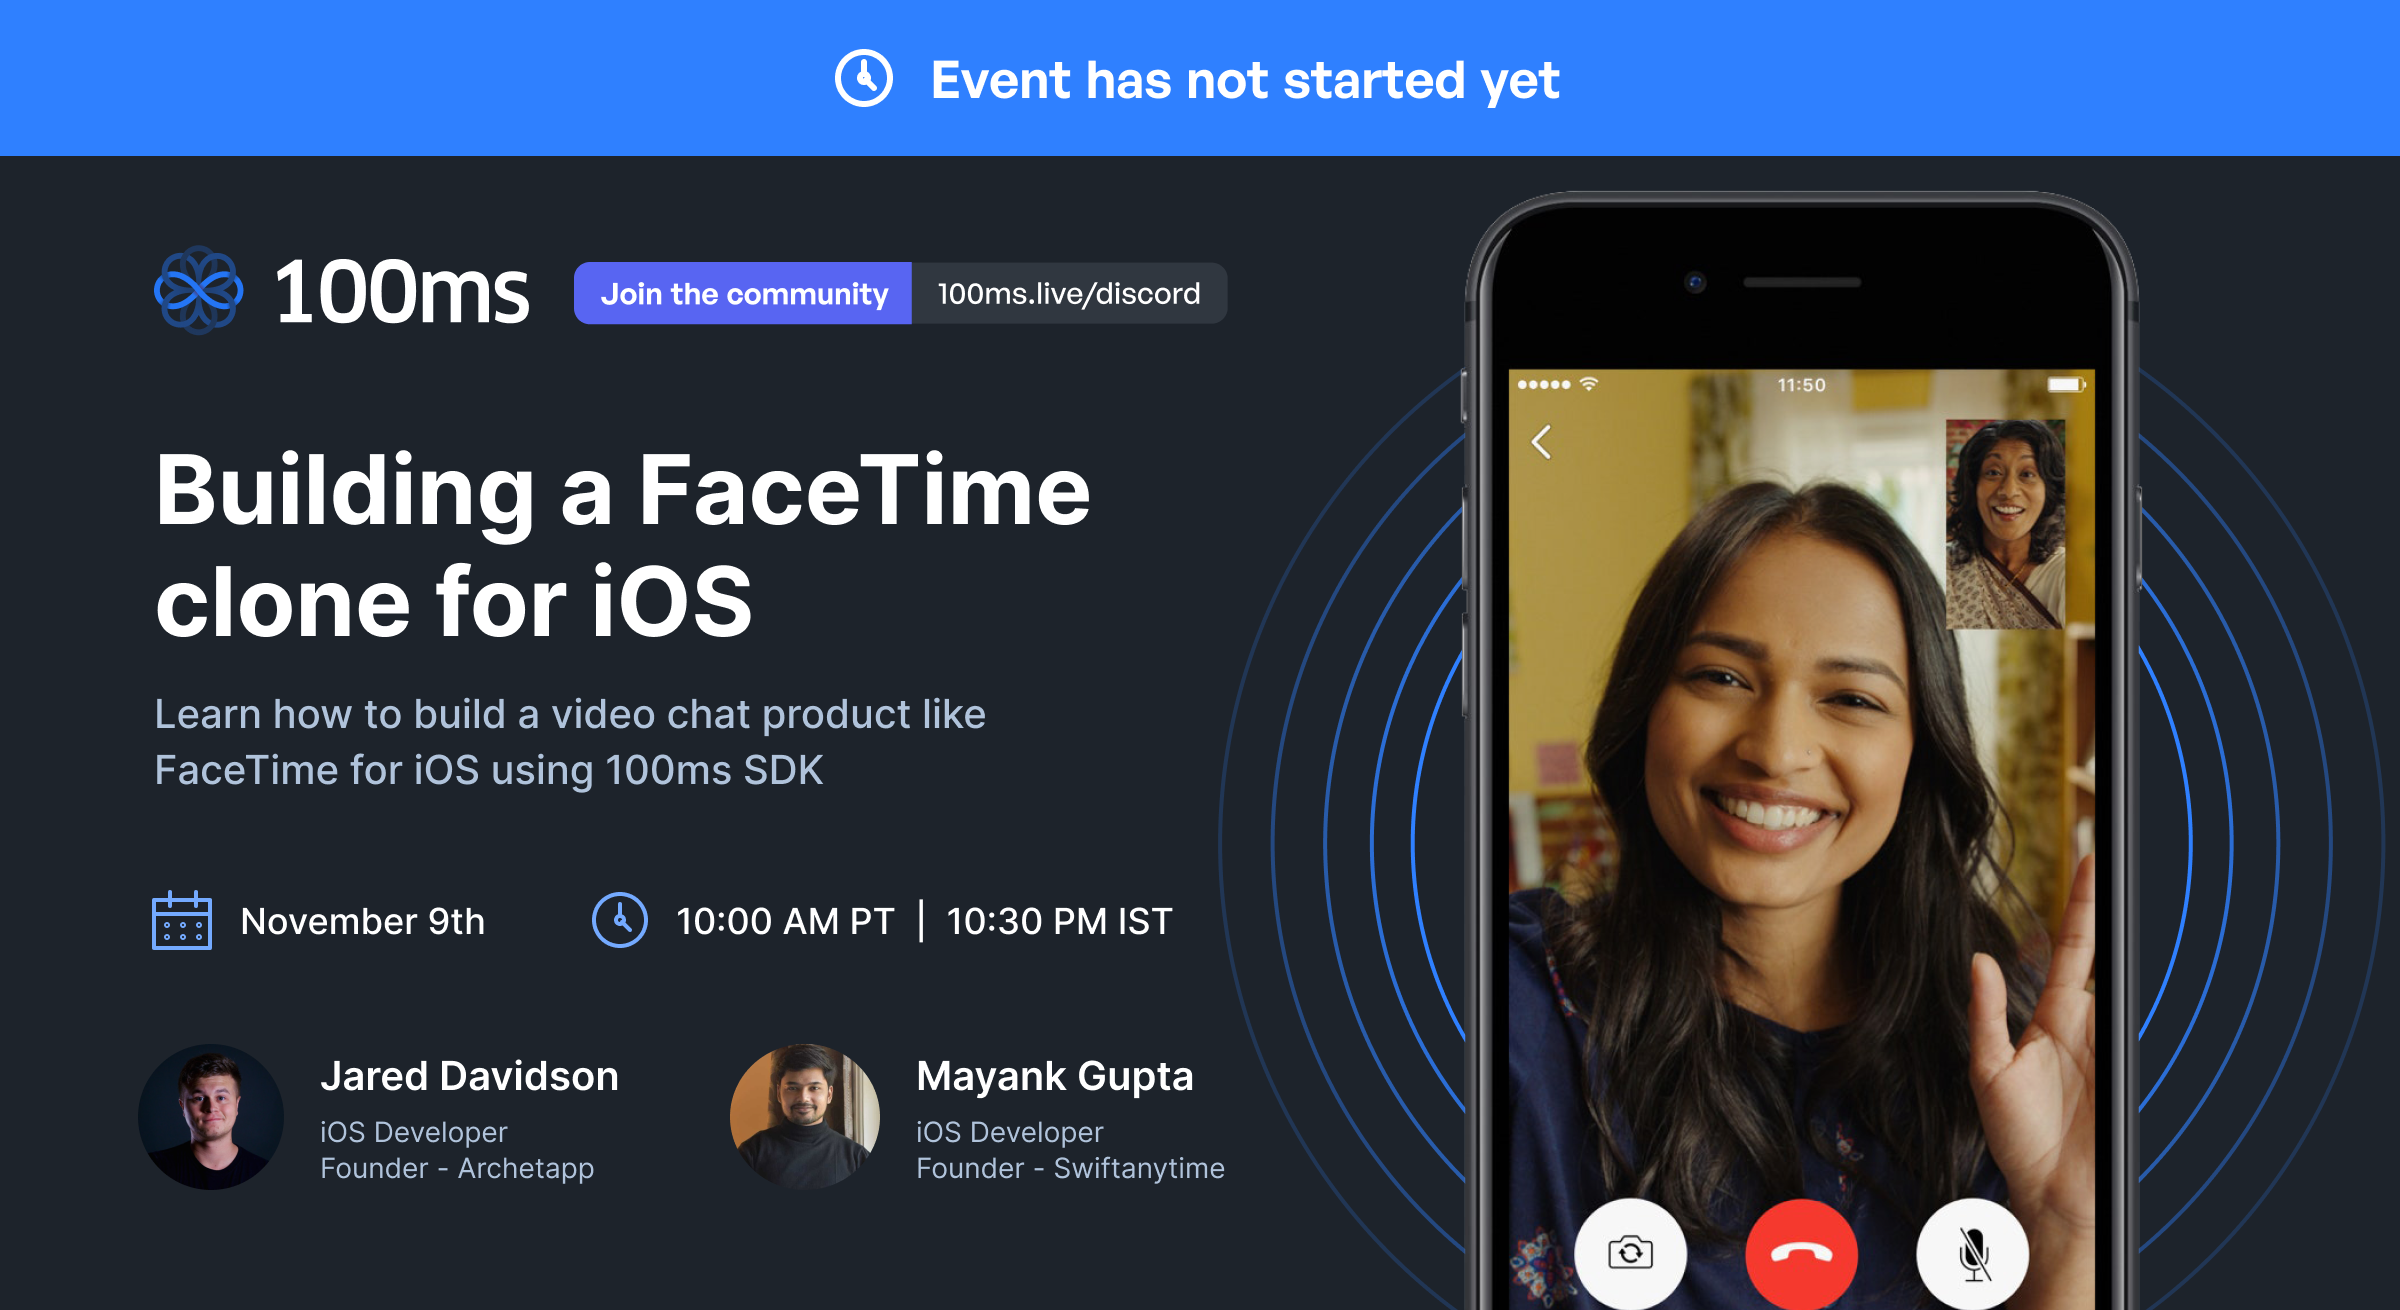 Event has not started yet
100ms
Join the community
100ms.live/discord
Building a FaceTime
clone for iOS
Learn how to build a video chat product like
FaceTime for iOS using 100ms SDK
November 9th
10:00 AM PT | 10:30 PM IST
Jared Davidson
iOS Developer
Founder - Archetapp
Mayank Gupta
iOS Developer
Founder - Swiftanytime
11:50